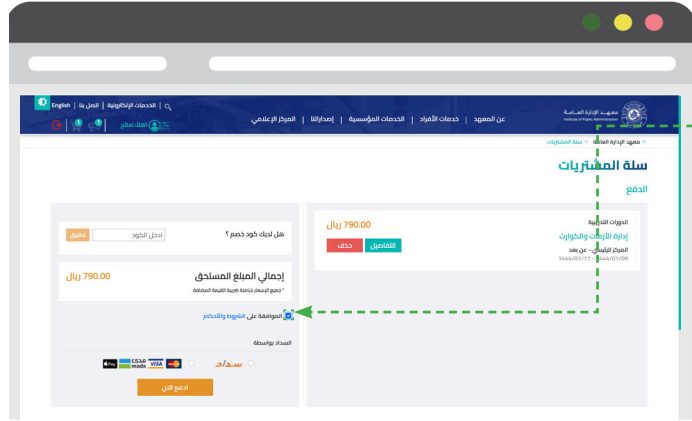 الخدمات الإلكترونية | اتصل بنا | English
معهد الإدارة العامة
Institute of Public Administration
عن المعهد | خدمات الأفراد | الخدمات المؤسسية | إصداراتنا | المركز الإعلامي
أهلا، صالح
معهد الإدارة العامة
سلة المشتريات
سلة المشتريات
الدفع
الدورات التدريبية
790.00 ريال
إدارة الأزمات والكوارث
المركز الرئيسي - عن بعد
1444/01/11 - 1444/01/09
التفاصيل
حذف
هل لديك كود خصم ؟
ادخل الكود
تطبيق
إجمالي المبلغ المستحق
790.00 ريال
* جميع الأسعار شاملة ضريبة القيمة المضافة
الموافقة على الشروط والأحكام
السداد بواسطة
سداد
VISA
مدى
mada
Pay
ادفع الان